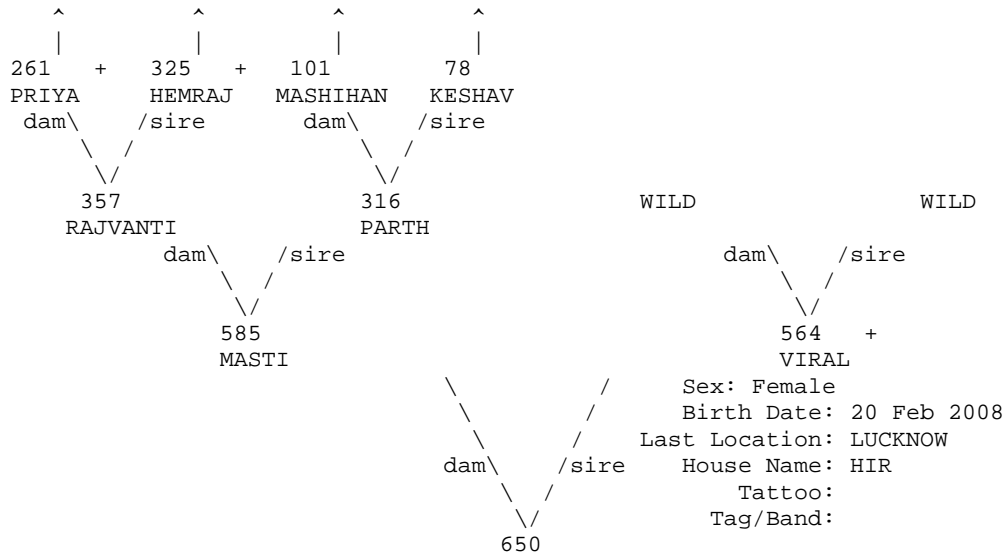 ^ ^ ^ ^
| | | |
261 + 325 + 101 78
PRIYA HEMRAJ MASHIHAN KESHAV
dam\ /sire dam\ /sire
\ / \ /
\/ \/
357 316 WILD WILD
RAJVANTI PARTH
dam\ /sire dam\ /sire
\ / \ /
\/ \/
585 564 +
MASTI VIRAL
\ / Sex: Female
\ / Birth Date: 20 Feb 2008
\ / Last Location: LUCKNOW
dam\ /sire House Name: HIR
\ / Tattoo:
\/ Tag/Band:
650